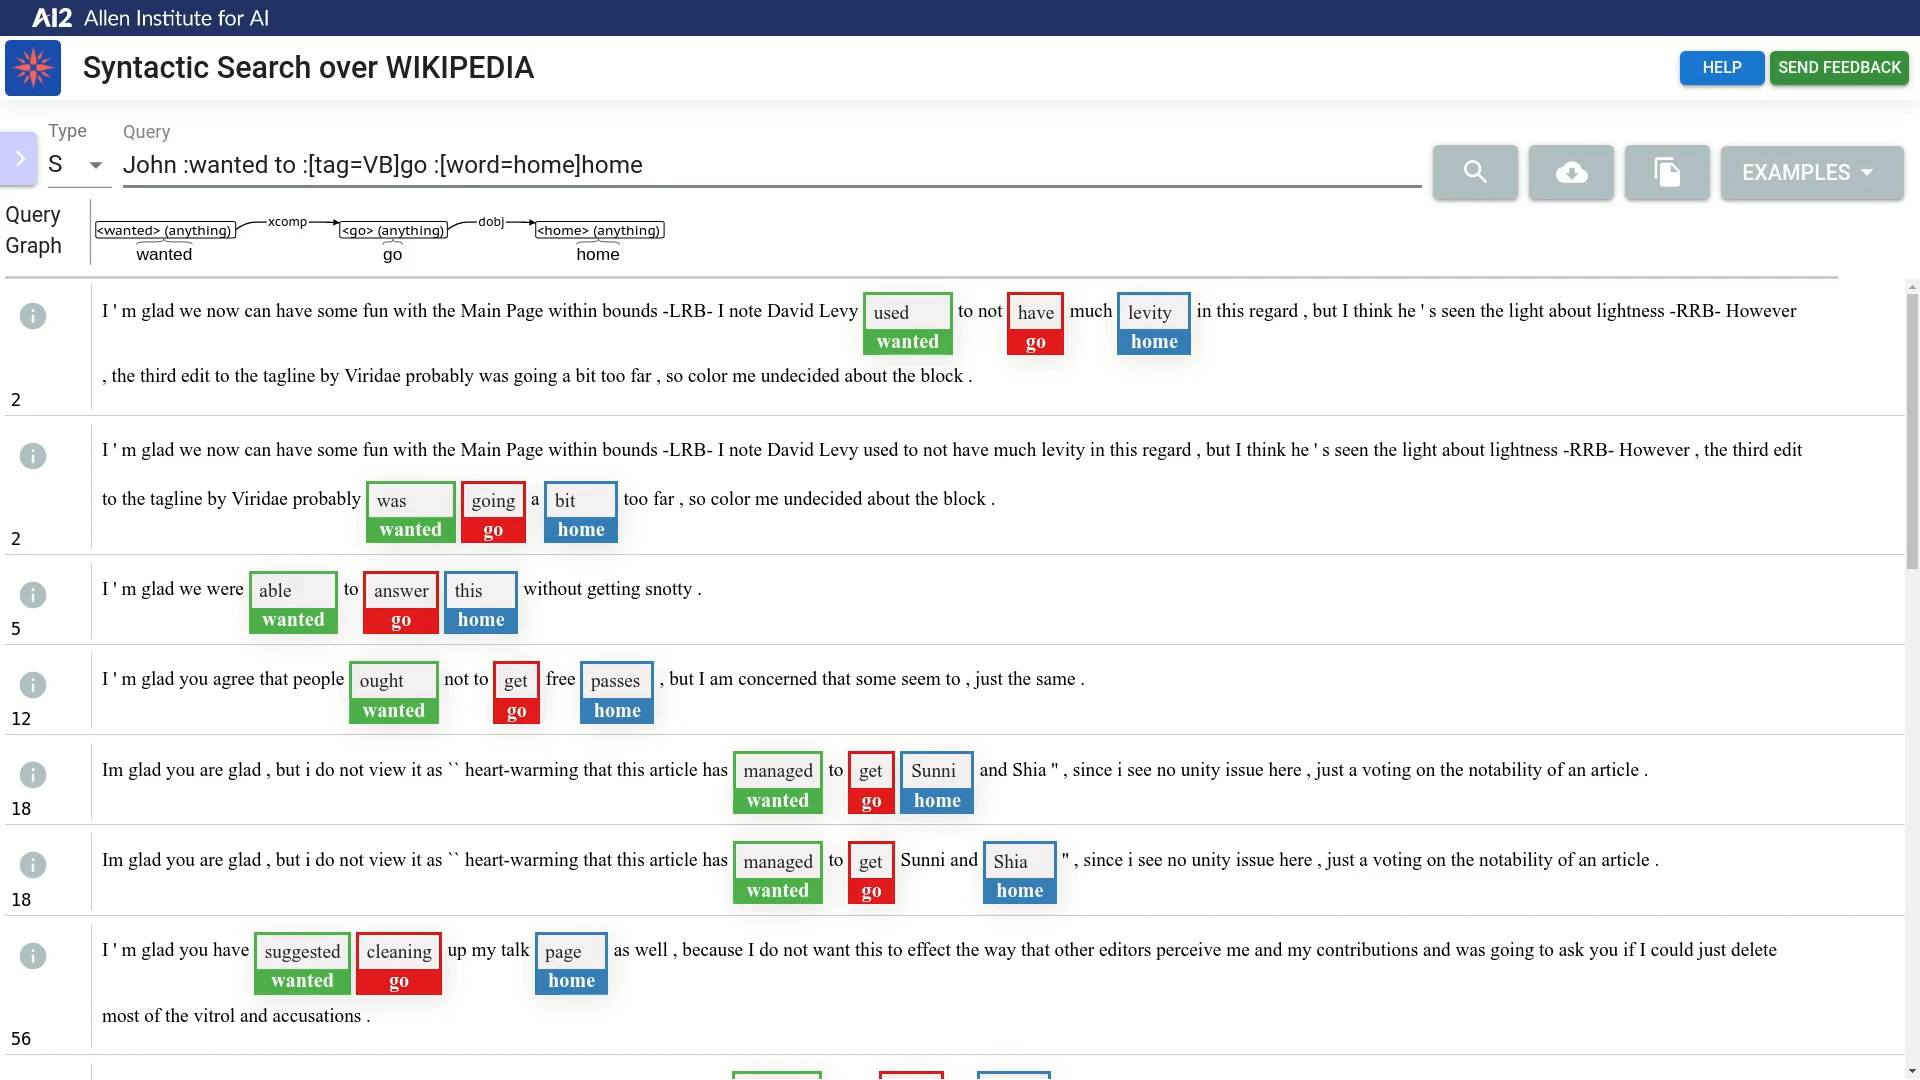 AI2 Allen Institute for AI
Syntactic Search over WIKIPEDIA
HELP
SEND FEEDBACK
Type
Query
S
John :wanted to :[tag=VB]go :[word=home]home
EXAMPLES
Query
Graph
<wanted> (anything) xcomp <go> (anything) dobj <home> (anything)
wanted go home
I ' m glad we now can have some fun with the Main Page within bounds -LRB- I note David Levy used to not have much levity in this regard , but I think he ' s seen the light about lightness -RRB- However
wanted go home
, the third edit to the tagline by Viridae probably was going a bit too far , so color me undecided about the block .
2
I ' m glad we now can have some fun with the Main Page within bounds -LRB- I note David Levy used to not have much levity in this regard , but I think he ' s seen the light about lightness -RRB- However , the third edit
to the tagline by Viridae probably was going a bit too far , so color me undecided about the block .
wanted go home
2
I ' m glad we were able to answer this without getting snotty .
wanted go home
5
I ' m glad you agree that people ought not to get free passes , but I am concerned that some seem to , just the same .
wanted go home
12
Im glad you are glad , but i do not view it as `` heart-warming that this article has managed to get Sunni and Shia " , since i see no unity issue here , just a voting on the notability of an article .
wanted go home
18
Im glad you are glad , but i do not view it as `` heart-warming that this article has managed to get Sunni and Shia " , since i see no unity issue here , just a voting on the notability of an article .
wanted go home
18
I ' m glad you have suggested cleaning up my talk page as well , because I do not want this to effect the way that other editors perceive me and my contributions and was going to ask you if I could just delete
wanted go home
most of the vitrol and accusations .
56